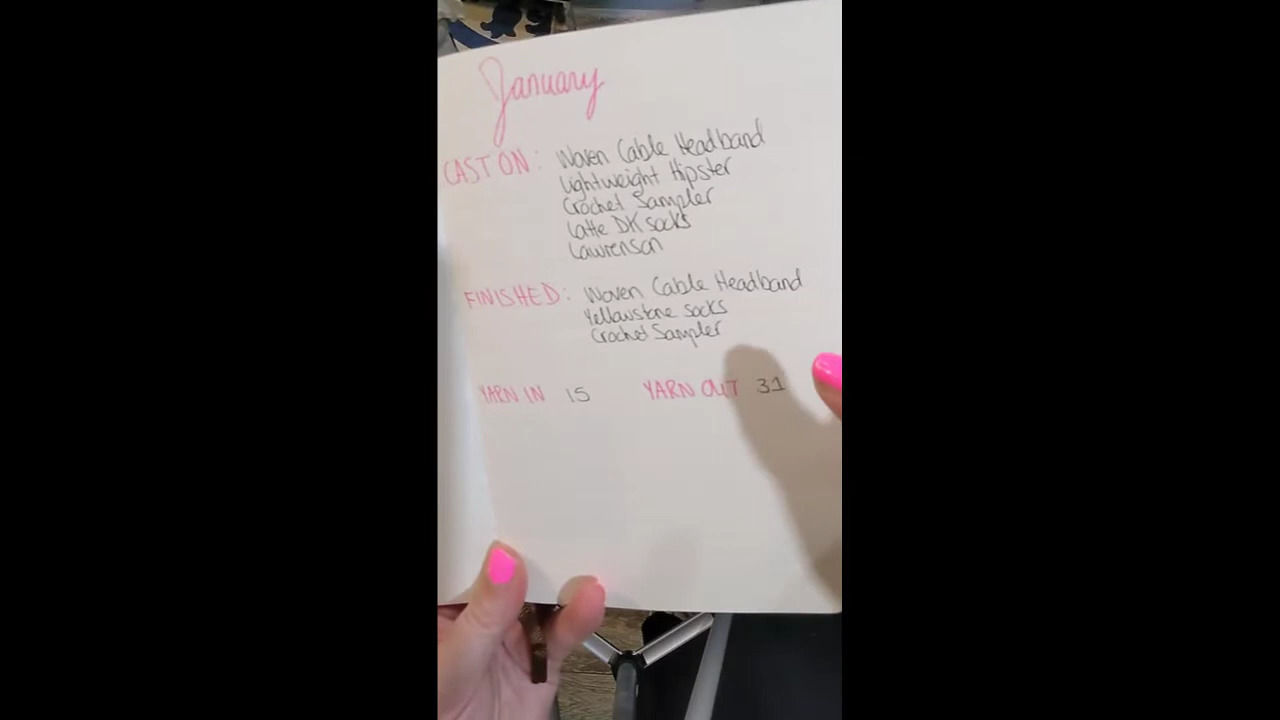 January
CAST ON: Woven Cable Headband
Lightweight Hipster
Crochet Sampler
Latte DK socks
Lawrenson
FINISHED: Woven Cable Headband
Yellowstone socks
Crochet Sampler
YARN IN 15 YARN OUT 31